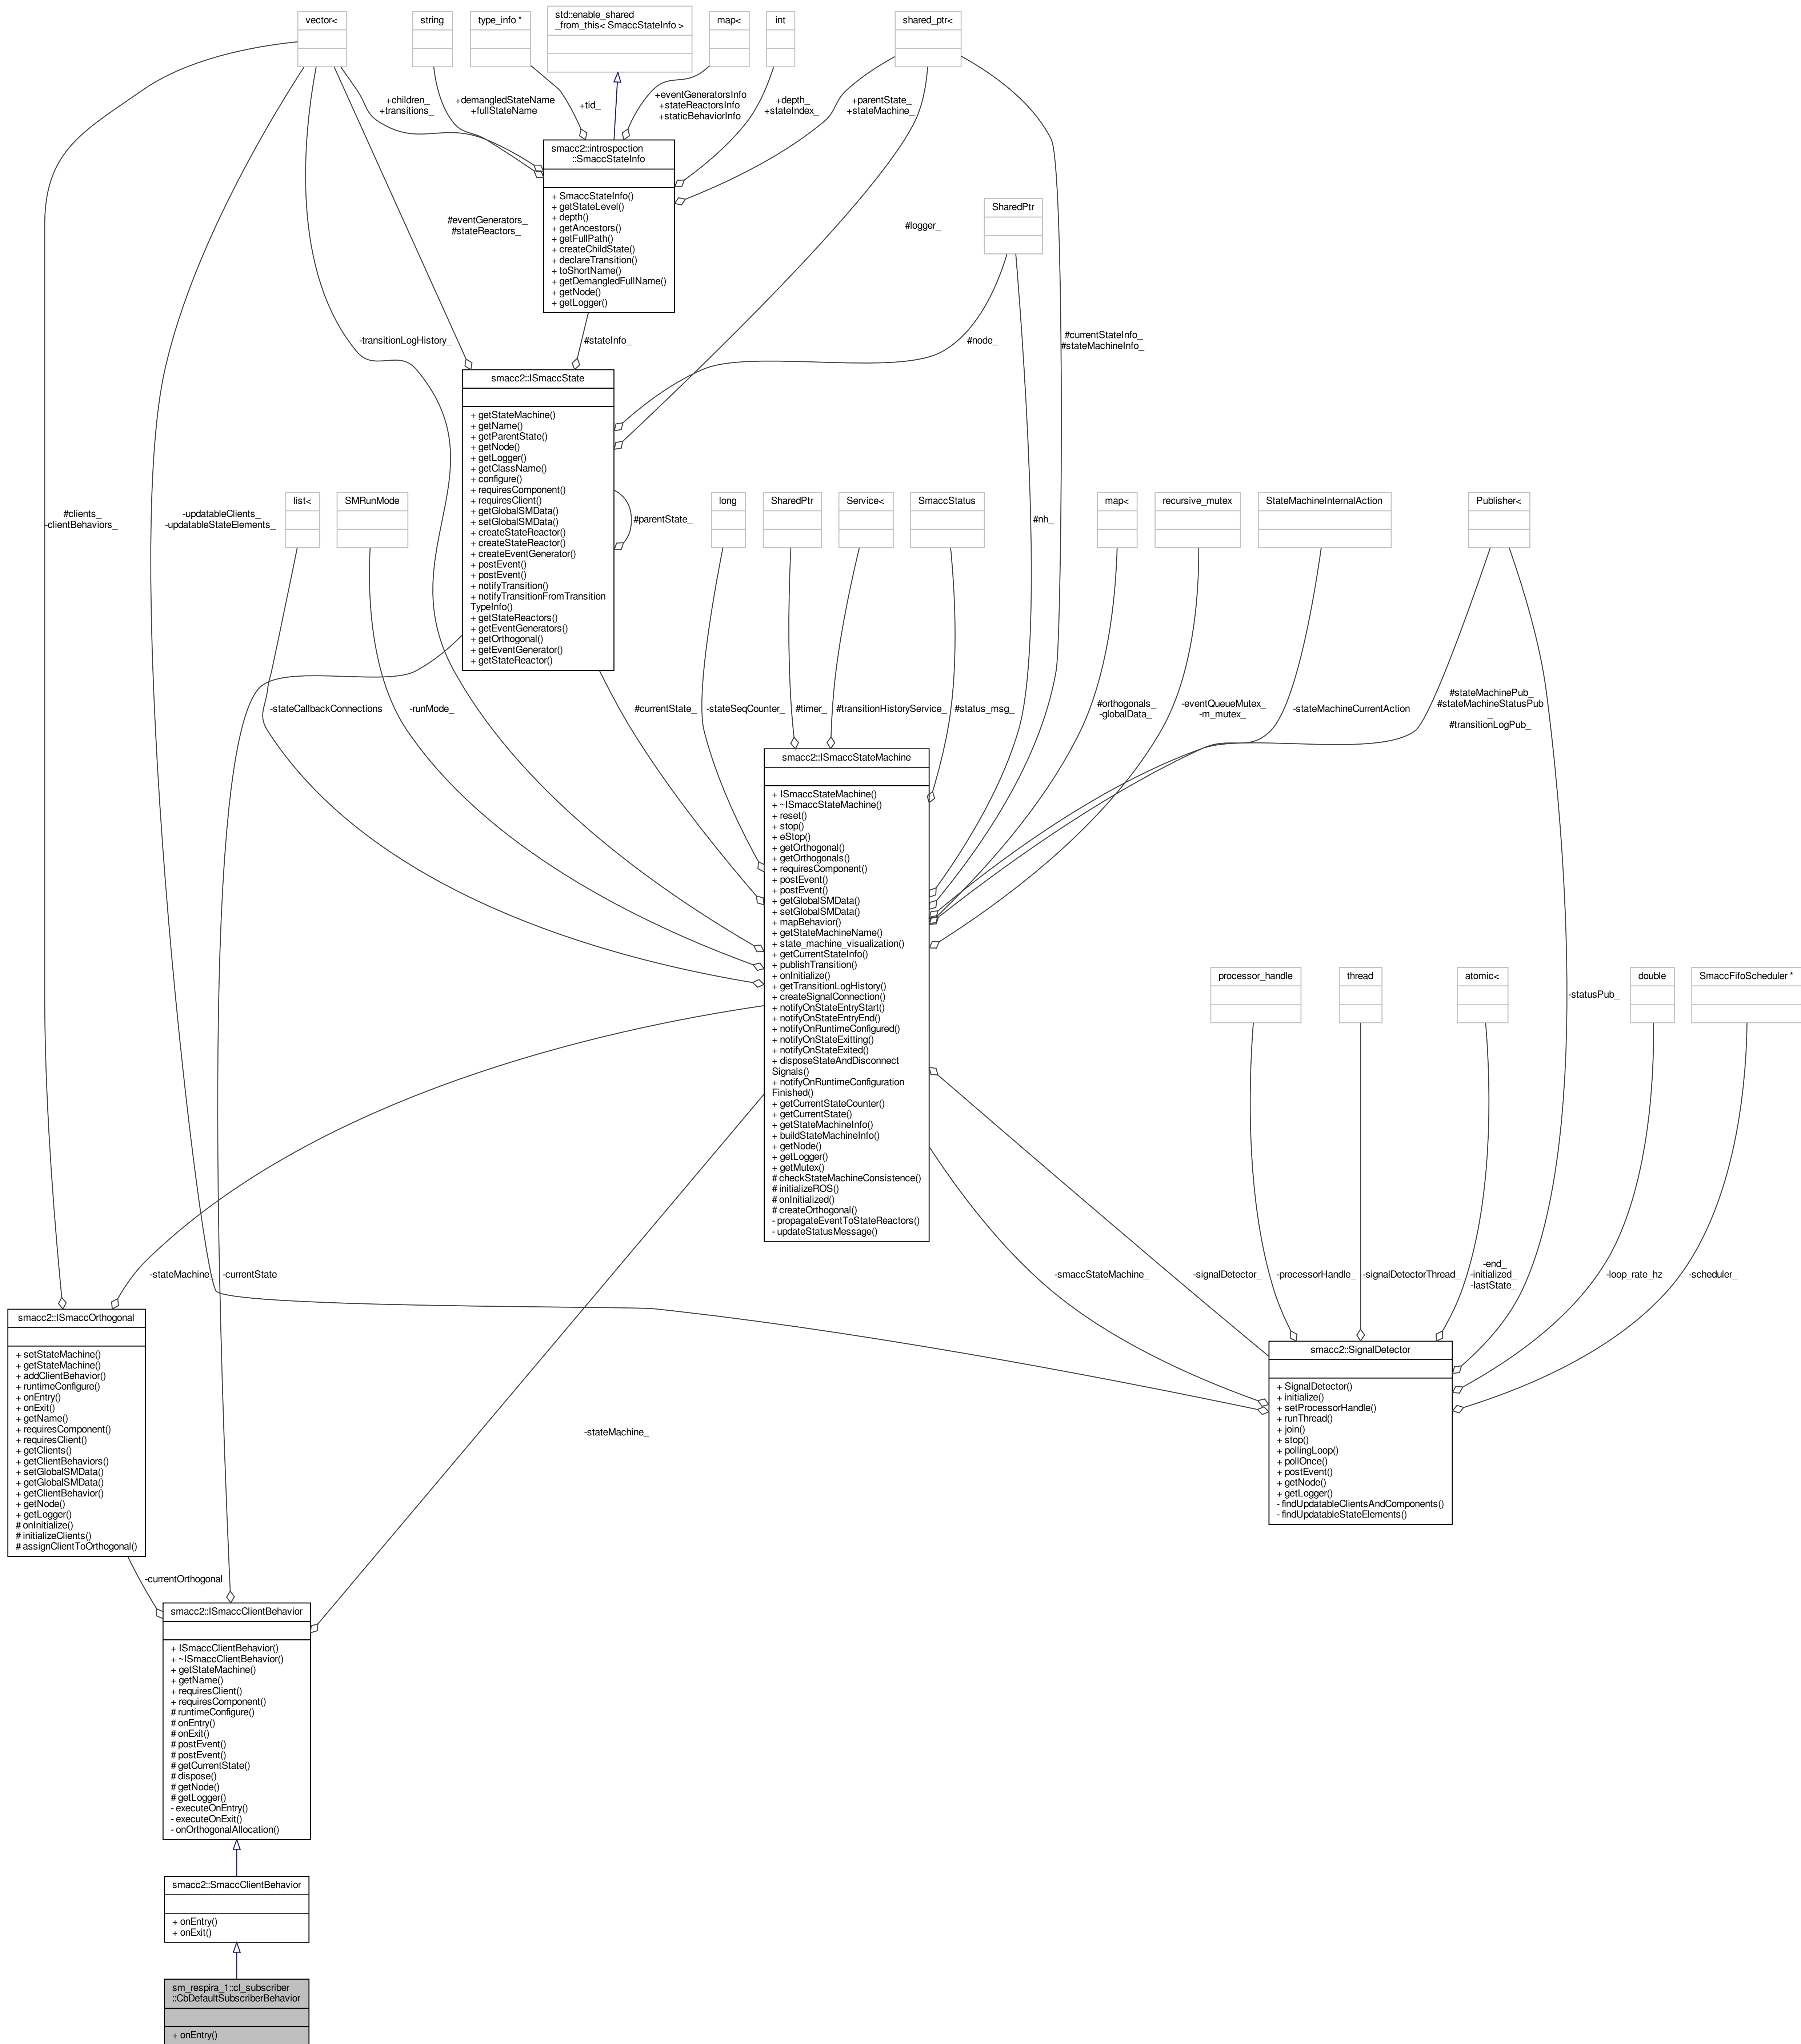 vector<
string
type_info *
std::enable_shared
_from_this< SmaccStateInfo >
map<
int
shared_ptr<
+children_
+transitions_
+demangledStateName
+fullStateName
+tid_
+eventGeneratorsInfo
+stateReactorsInfo
+staticBehaviorInfo
+depth_
+stateIndex_
+parentState_
+stateMachine_
smacc2::introspection
::SmaccStateInfo
+ SmaccStateInfo()
+ getStateLevel()
+ depth()
+ getAncestors()
+ getFullPath()
+ createChildState()
+ declareTransition()
+ toShortName()
+ getDemangledFullName()
+ getNode()
+ getLogger()
#eventGenerators_
#stateReactors_
#logger_
SharedPtr
-transitionLogHistory_
#stateInfo_
#node_
#currentStateInfo_
#stateMachineInfo_
smacc2::ISmaccState
+ getStateMachine()
+ getName()
+ getParentState()
+ getNode()
+ getLogger()
+ getClassName()
+ configure()
+ requiresComponent()
+ requiresClient()
+ getGlobalSMData()
+ setGlobalSMData()
+ createStateReactor()
+ createStateReactor()
+ createEventGenerator()
+ postEvent()
+ postEvent()
+ notifyTransition()
+ notifyTransitionFromTransition
TypeInfo()
+ getStateReactors()
+ getEventGenerators()
+ getOrthogonal()
+ getEventGenerator()
+ getStateReactor()
#parentState_
#clients_
-clientBehaviors_
-updatableClients_
-updatableStateElements_
list<
SMRunMode
long
SharedPtr
Service<
SmaccStatus
#nh_
map<
recursive_mutex
StateMachineInternalAction
Publisher<
-stateCallbackConnections
-runMode_
#currentState_
-stateSeqCounter_
#timer_
#transitionHistoryService_
#status_msg_
#orthogonals_
-globalData_
-eventQueueMutex_
-m_mutex_
-stateMachineCurrentAction
#stateMachinePub_
#stateMachineStatusPub
_
#transitionLogPub_
smacc2::ISmaccStateMachine
+ ISmaccStateMachine()
+ ~ISmaccStateMachine()
+ reset()
+ stop()
+ eStop()
+ getOrthogonal()
+ getOrthogonals()
+ requiresComponent()
+ postEvent()
+ postEvent()
+ getGlobalSMData()
+ setGlobalSMData()
+ mapBehavior()
+ getStateMachineName()
+ state_machine_visualization()
+ getCurrentStateInfo()
+ publishTransition()
+ onInitialize()
+ getTransitionLogHistory()
+ createSignalConnection()
+ notifyOnStateEntryStart()
+ notifyOnStateEntryEnd()
+ notifyOnRuntimeConfigured()
+ notifyOnStateExitting()
+ notifyOnStateExited()
+ disposeStateAndDisconnect
Signals()
+ notifyOnRuntimeConfiguration
Finished()
+ getCurrentStateCounter()
+ getCurrentState()
+ getStateMachineInfo()
+ buildStateMachineInfo()
+ getNode()
+ getLogger()
+ getMutex()
# checkStateMachineConsistence()
# initializeROS()
# onInitialized()
# createOrthogonal()
- propagateEventToStateReactors()
- updateStatusMessage()
processor_handle
thread
atomic<
-statusPub_
double
SmaccFifoScheduler *
-stateMachine_
-currentState
-smaccStateMachine_
-signalDetector_
-processorHandle_
-signalDetectorThread_
-end_
-initialized_
-lastState_
-loop_rate_hz
-scheduler_
smacc2::ISmaccOrthogonal
+ setStateMachine()
+ getStateMachine()
+ addClientBehavior()
+ runtimeConfigure()
+ onEntry()
+ onExit()
+ getName()
+ requiresComponent()
+ requiresClient()
+ getClients()
+ getClientBehaviors()
+ setGlobalSMData()
+ getGlobalSMData()
+ getClientBehavior()
+ getNode()
+ getLogger()
# onInitialize()
# initializeClients()
# assignClientToOrthogonal()
smacc2::SignalDetector
+ SignalDetector()
+ initialize()
+ setProcessorHandle()
+ runThread()
+ join()
+ stop()
+ pollingLoop()
+ pollOnce()
+ postEvent()
+ getNode()
+ getLogger()
- findUpdatableClientsAndComponents()
- findUpdatableStateElements()
-stateMachine_
-currentOrthogonal
smacc2::ISmaccClientBehavior
+ ISmaccClientBehavior()
+ ~ISmaccClientBehavior()
+ getStateMachine()
+ getName()
+ requiresClient()
+ requiresComponent()
# runtimeConfigure()
# onEntry()
# onExit()
# postEvent()
# postEvent()
# getCurrentState()
# dispose()
# getNode()
# getLogger()
- executeOnEntry()
- executeOnExit()
- onOrthogonalAllocation()
smacc2::SmaccClientBehavior
+ onEntry()
+ onExit()
sm_respira_1::cl_subscriber
::CbDefaultSubscriberBehavior
+ onEntry()